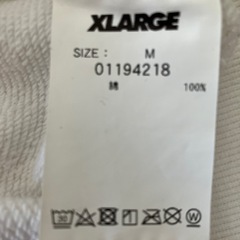 XLARGE
SIZE: M
01194218
綿 100%